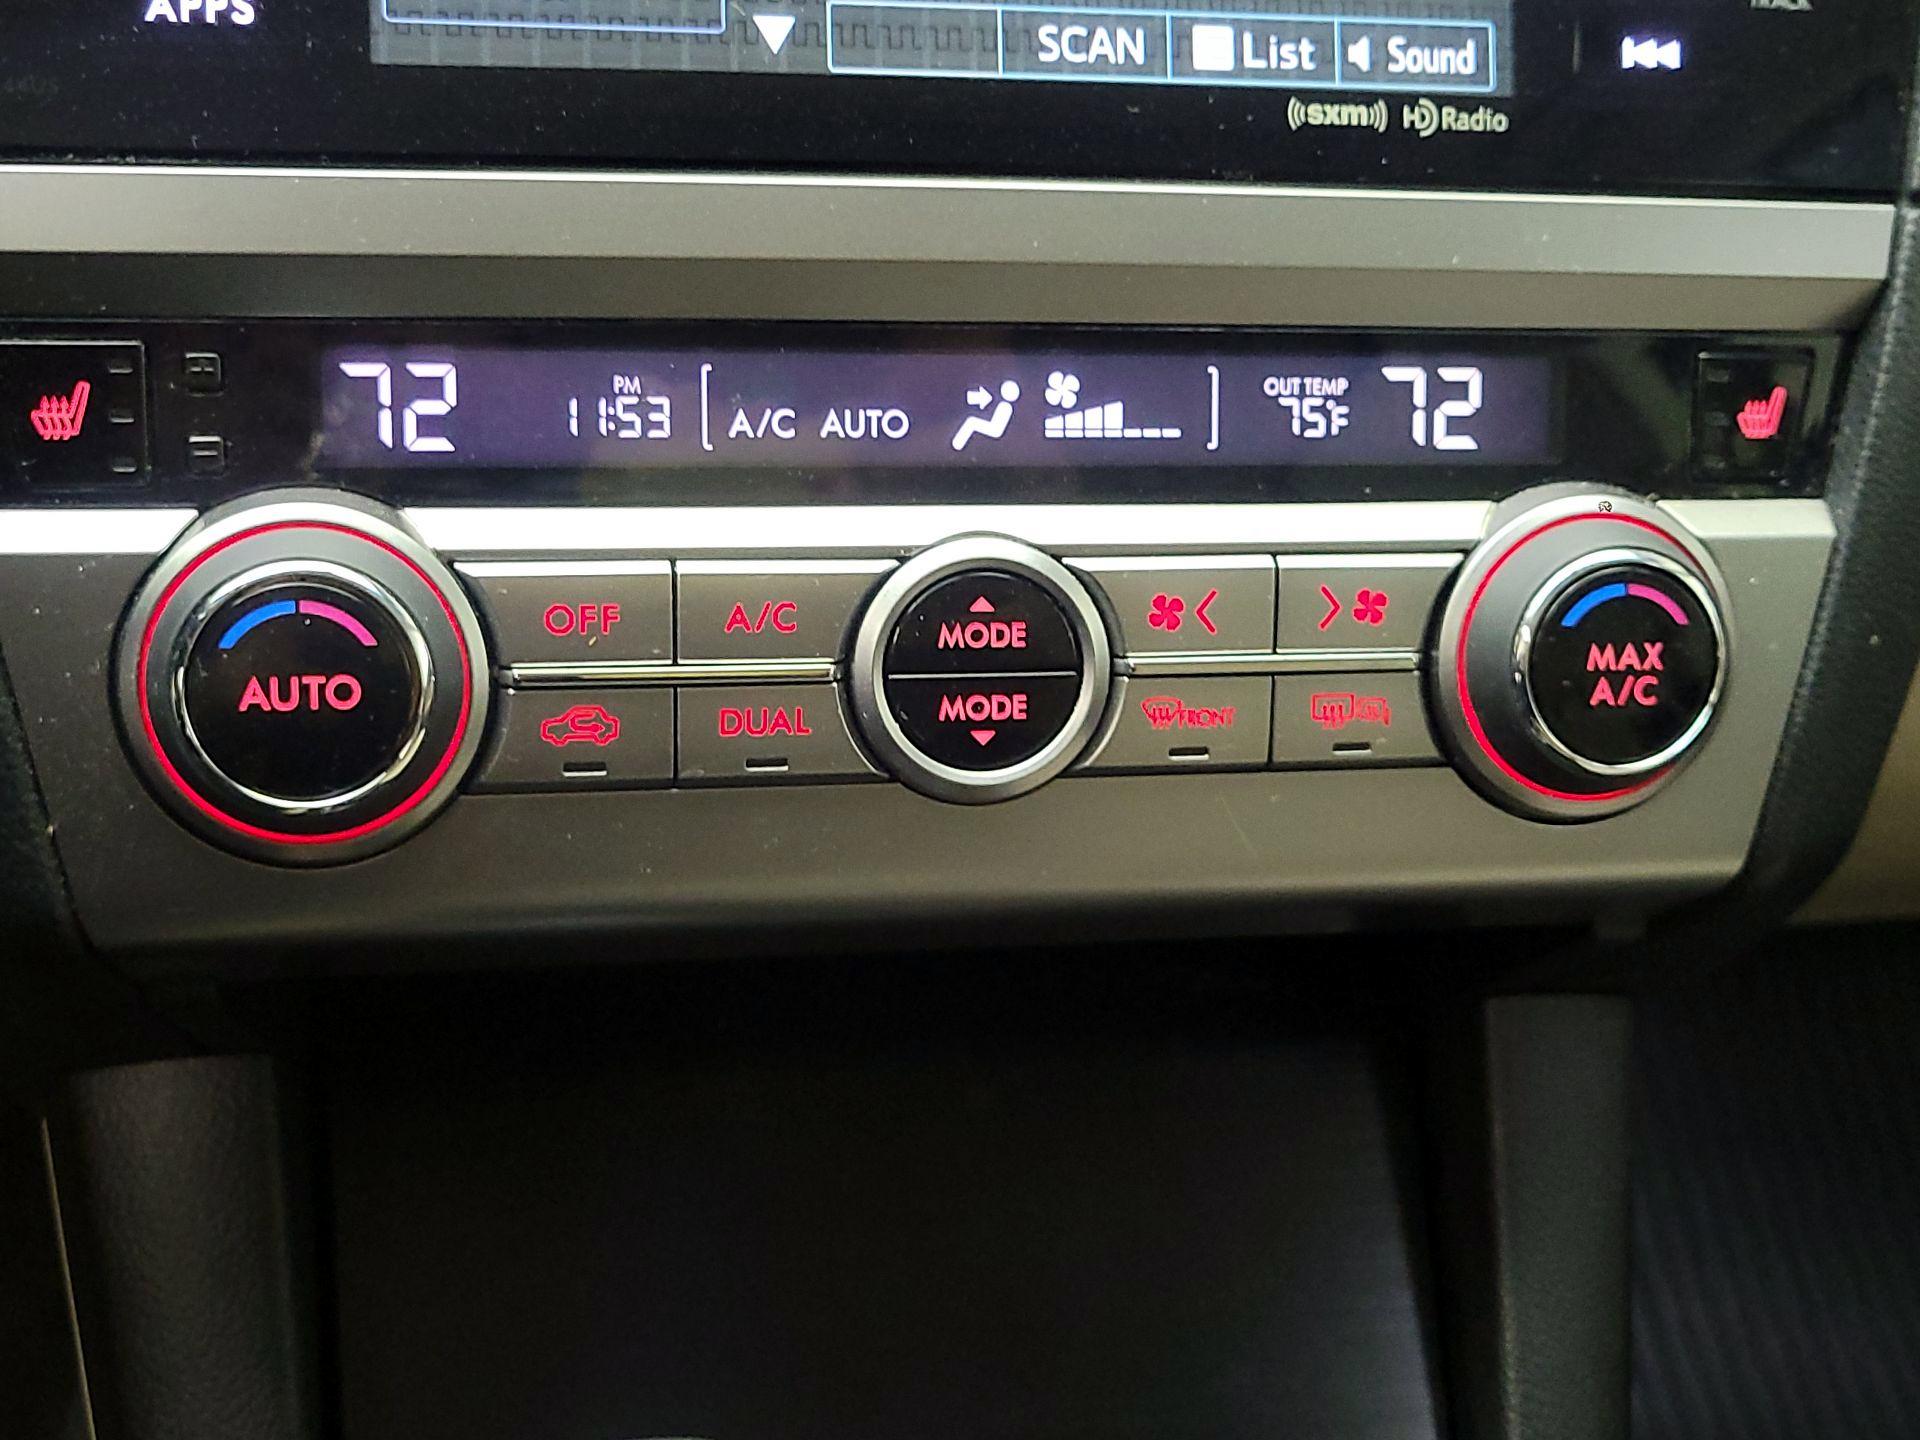 APPS
TRACK
SCAN List Sound
sxm HD Radio
72 PM 11:53 A/C AUTO OUT TEMP 75°F 72
OFF A/C MODE
AUTO DUAL MODE FRONT MAX A/C